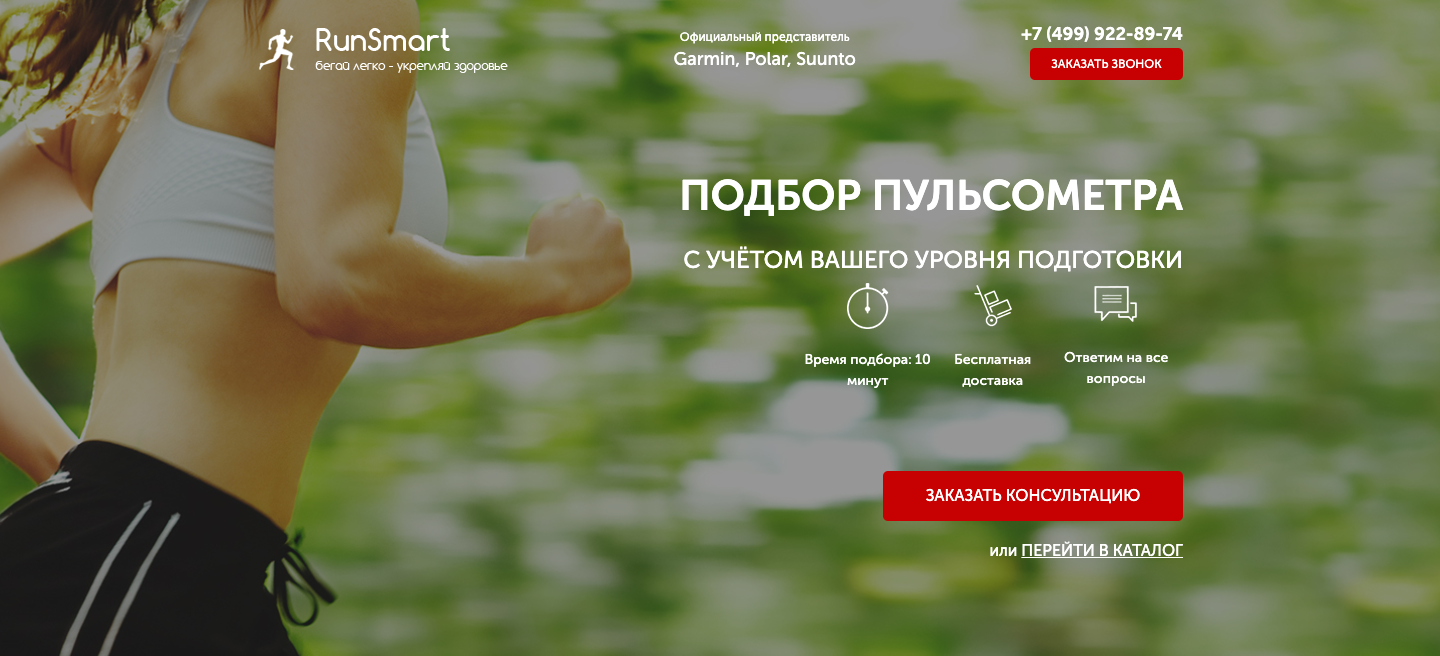 RunSmart
бегай легко - укрепляй здоровье
Официальный представитель
Garmin, Polar, Suunto
+7 (499) 922-89-74
ЗАКАЗАТЬ ЗВОНОК
ПОДБОР ПУЛЬСОМЕТРА
С УЧЁТОМ ВАШЕГО УРОВНЯ ПОДГОТОВКИ
Время подбора: 10
минут
Бесплатная
доставка
Ответим на все
вопросы
ЗАКАЗАТЬ КОНСУЛЬТАЦИЮ
или ПЕРЕЙТИ В КАТАЛОГ